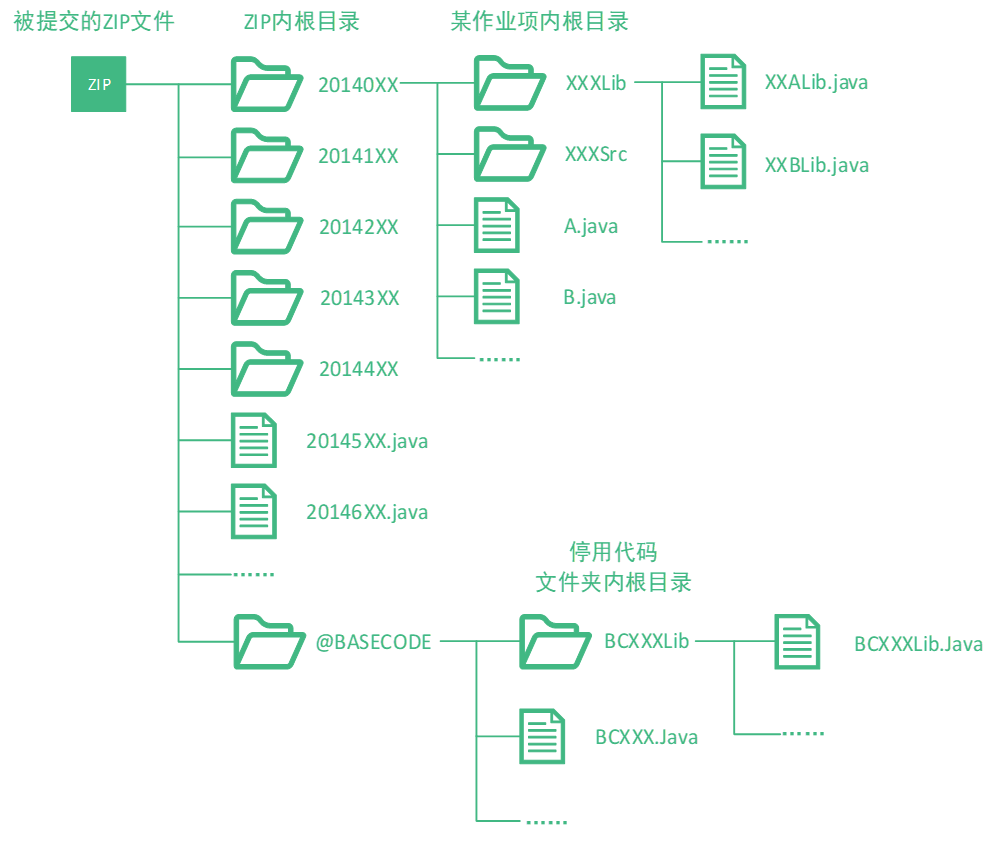 被提交的ZIP文件
ZIP内根目录
某作业项内根目录
ZIP
20140XX
XXXLib
XXALib.java
20141XX
XXXSrc
XXBLib.java
20142XX
A.java
......
20143XX
B.java
20144XX
......
20145XX.java
20146XX.java
......
停用代码
文件夹内根目录
@BASECODE
BCXXXLib
BCXXXLib.Java
BCXXX.Java
......
......